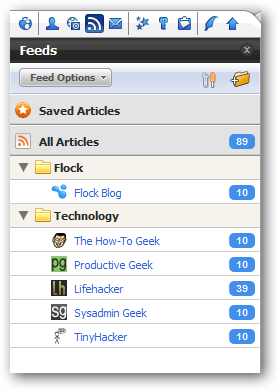 Feeds
Feed Options
Saved Articles
All Articles 89
Flock
Flock Blog 10
Technology
The How-To Geek 10
pg Productive Geek 10
lh Lifehacker 39
sg Sysadmin Geek 10
TinyHacker 10